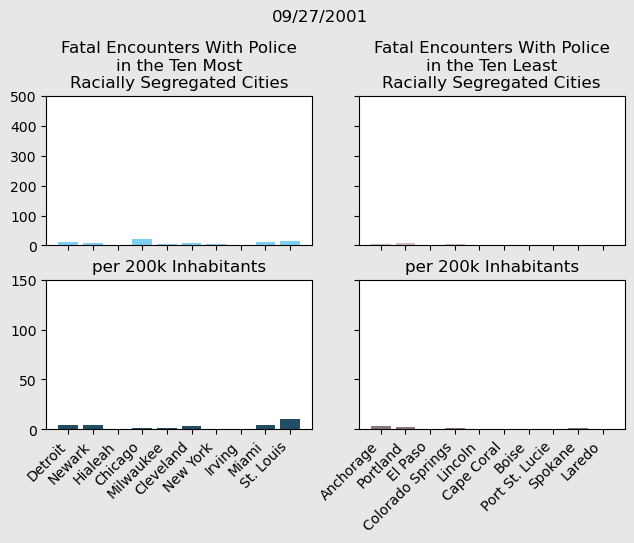 09/27/2001
Fatal Encounters With Police
in the Ten Most
Racially Segregated Cities
Fatal Encounters With Police
in the Ten Least
Racially Segregated Cities
500
400
300
200
100
0
per 200k Inhabitants
per 200k Inhabitants
150
100
50
0
Detroit
Newark
Hialeah
Chicago
Milwaukee
Cleveland
New York
Irving
Miami
St. Louis
Anchorage
Portland
El Paso
Colorado Springs
Lincoln
Cape Coral
Boise
Port St. Lucie
Spokane
Laredo